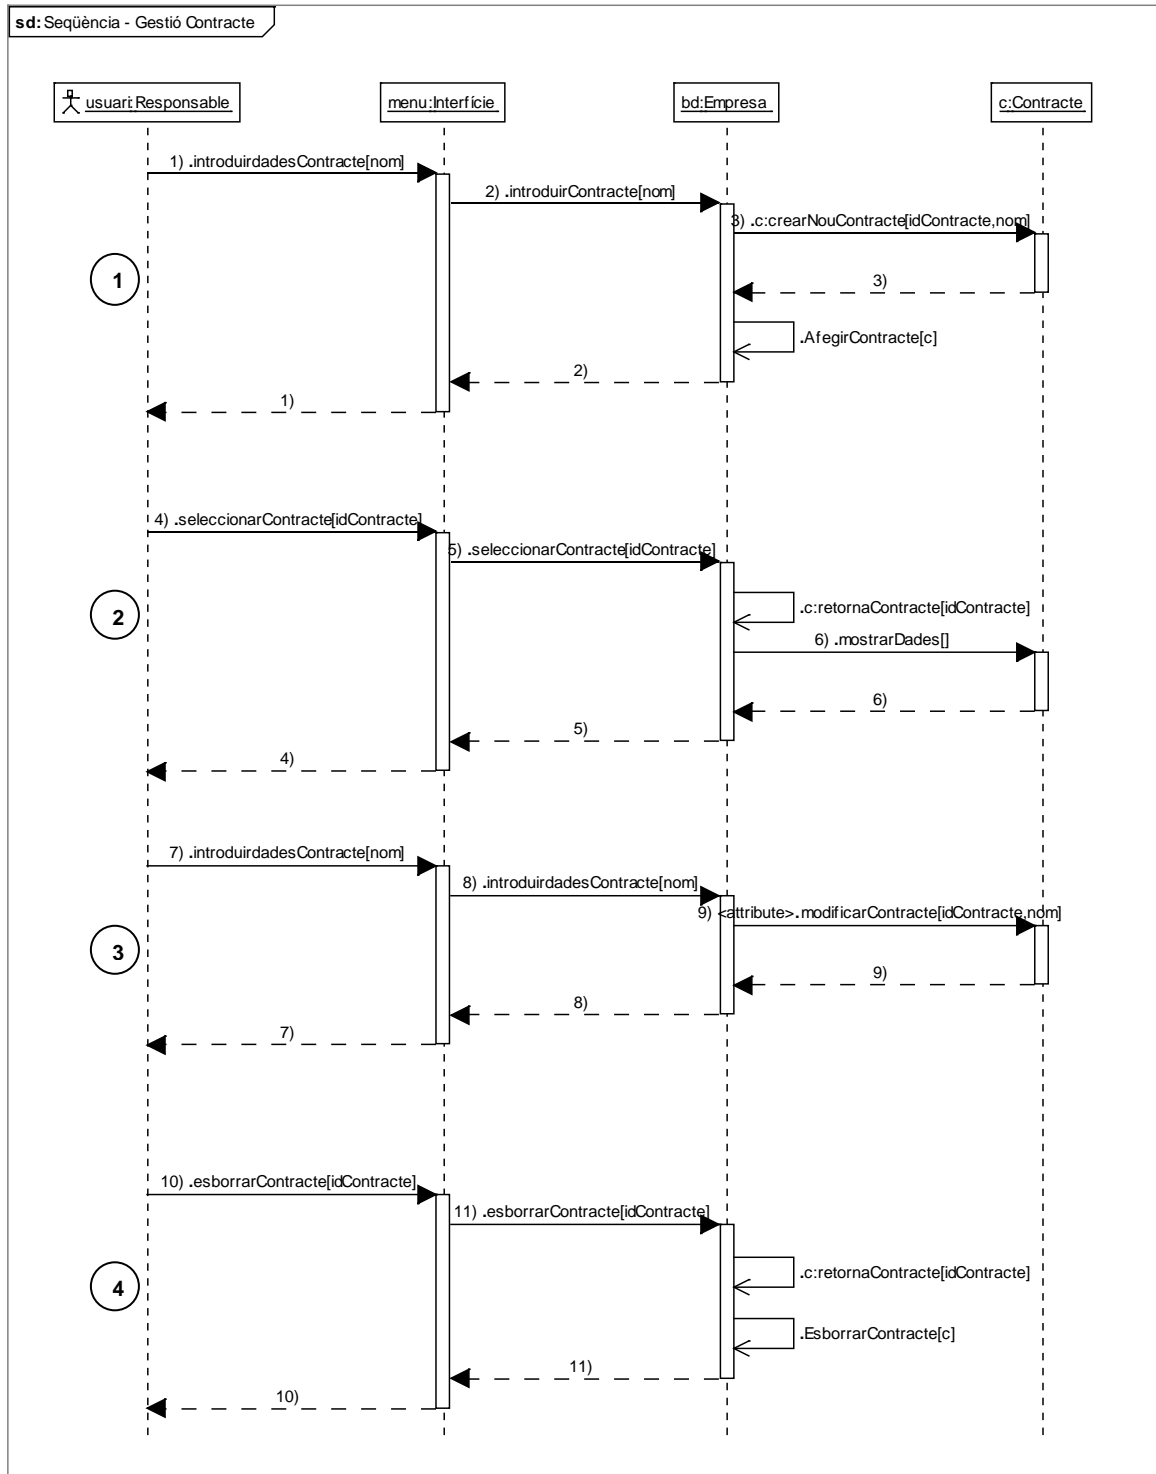 sd: Seqüència - Gestió Contracte
usuari:Responsable
menu:Interfície
bd:Empresa
c:Contracte
1) .introduirdadesContracte[nom]
2) .introduirContracte[nom]
3) .c:crearNouContracte[idContracte,nom]
1
3)
.AfegirContracte[c]
2)
1)
4) .seleccionarContracte[idContracte]
5) .seleccionarContracte[idContracte]
2
.c:retornaContracte[idContracte]
6) .mostrarDades[]
6)
5)
4)
7) .introduirdadesContracte[nom]
8) .introduirdadesContracte[nom]
9) <attribute>.modificarContracte[idContracte,nom]
3
9)
8)
7)
10) .esborrarContracte[idContracte]
11) .esborrarContracte[idContracte]
4
.c:retornaContracte[idContracte]
.EsborrarContracte[c]
11)
10)